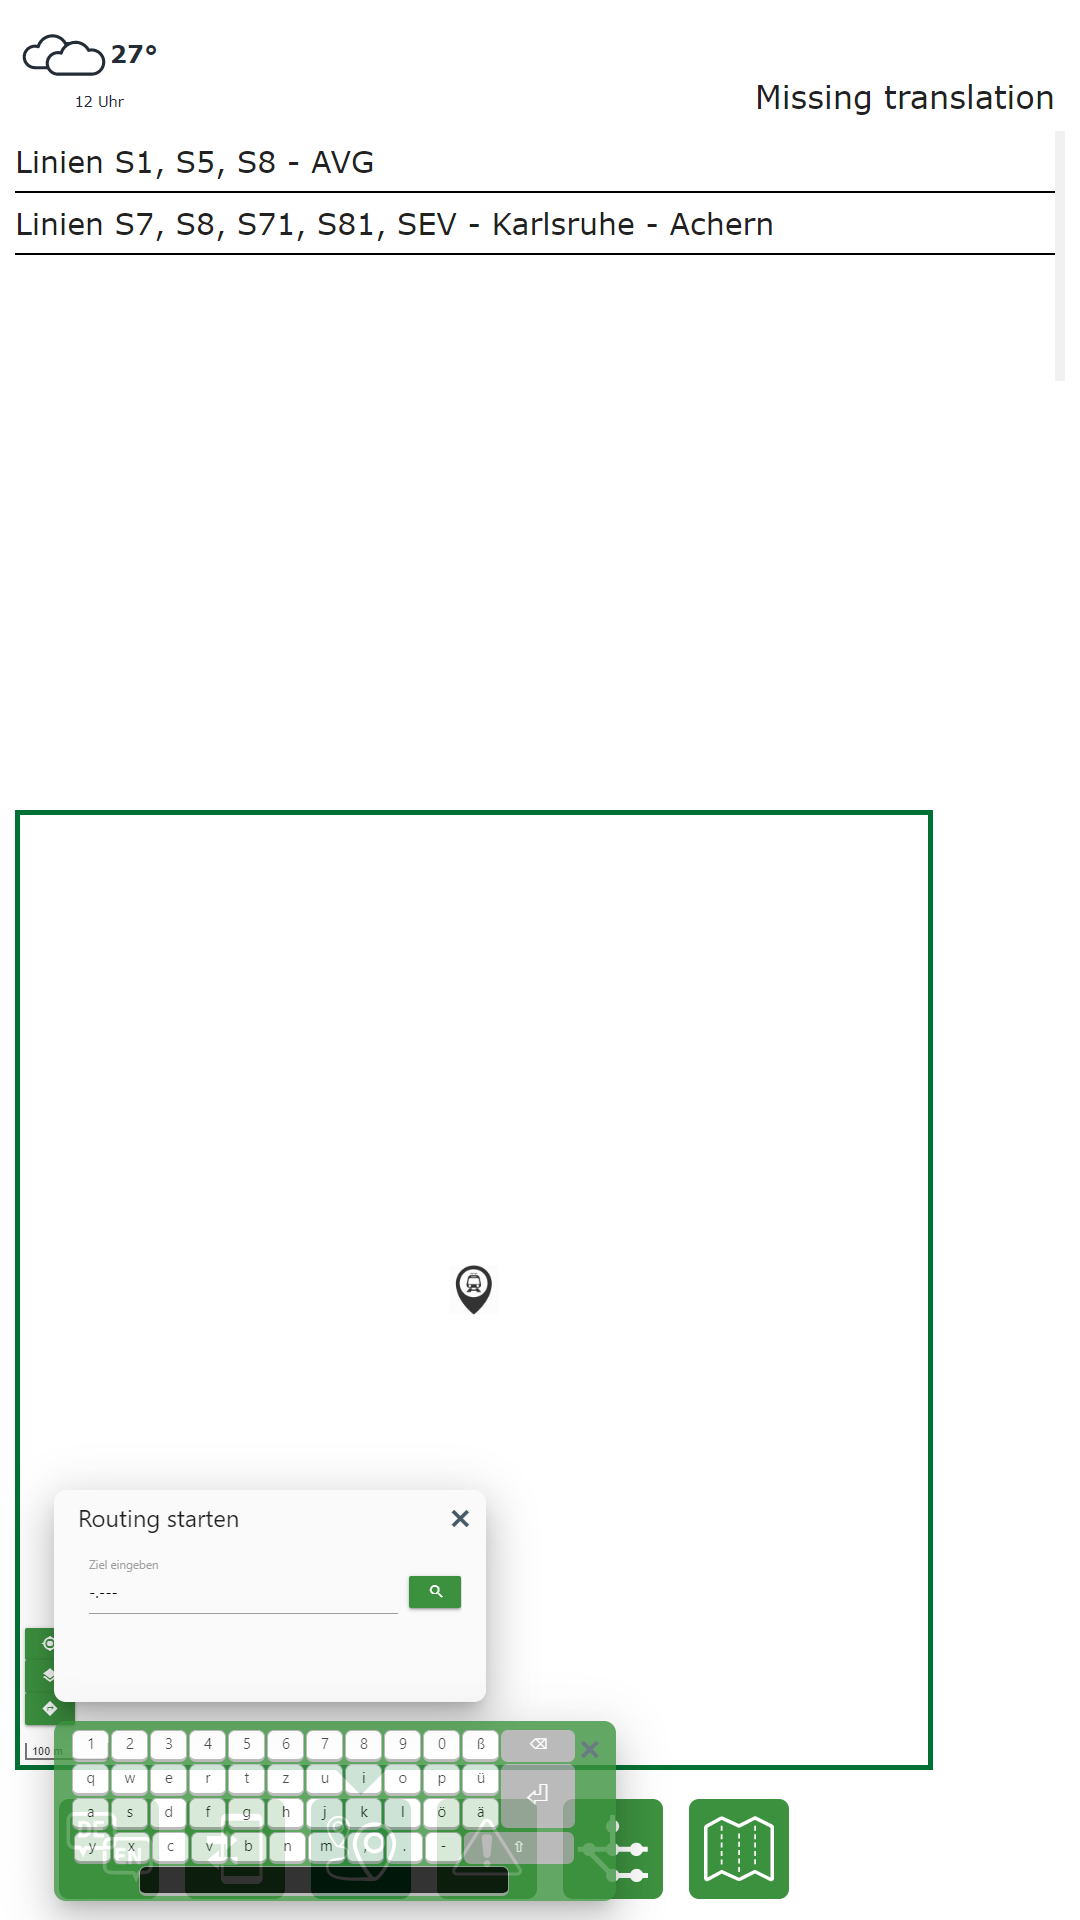 27°
12 Uhr
Missing translation
Linien S1, S5, S8 - AVG
Linien S7, S8, S71, S81, SEV - Karlsruhe - Achern
Routing starten
Ziel eingeben
-.---
100 m
1 2 3 4 5 6 7 8 9 0 ß
q w e r t z u i o p ü
a s d f g h j k l ö ä
y x c v b n m , . -
DE
EN